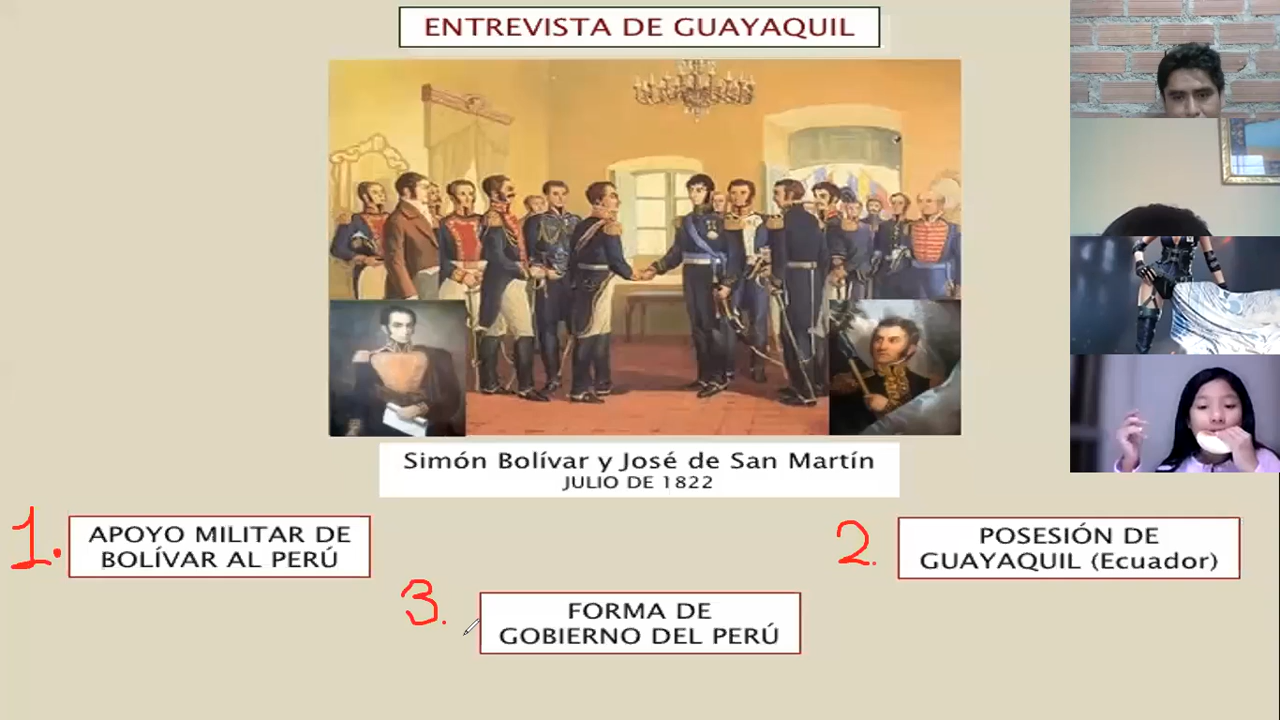 ENTREVISTA DE GUAYAQUIL
Simón Bolívar y José de San Martín
JULIO DE 1822
1.
APOYO MILITAR DE
BOLÍVAR AL PERÚ
2.
POSESIÓN DE
GUAYAQUIL (Ecuador)
3.
FORMA DE
GOBIERNO DEL PERÚ